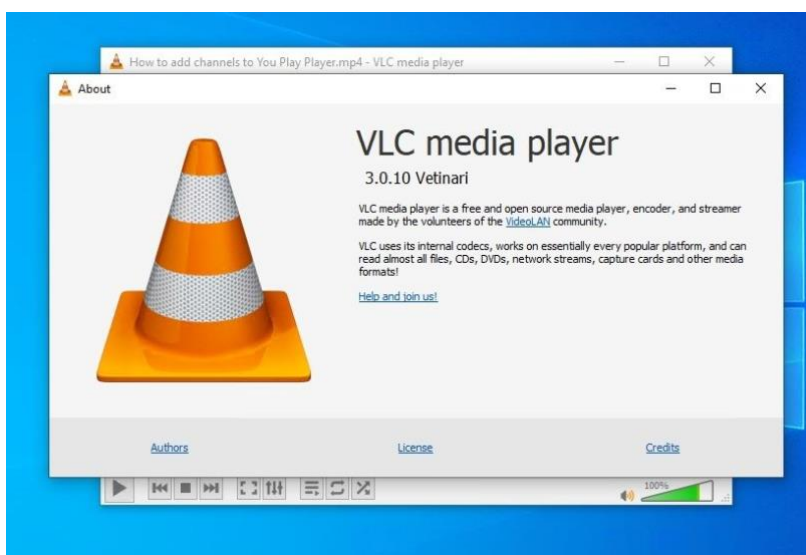 How to add channels to You Play Player.mp4 - VLC media player
About
VLC media player
3.0.10 Vetinari
VLC media player is a free and open source media player, encoder, and streamer
made by the volunteers of the VideoLAN community.
VLC uses its internal codecs, works on essentially every popular platform, and can
read almost all files, CDs, DVDs, network streams, capture cards and other media
formats!
Help and join us!
Authors
License
Credits
100%